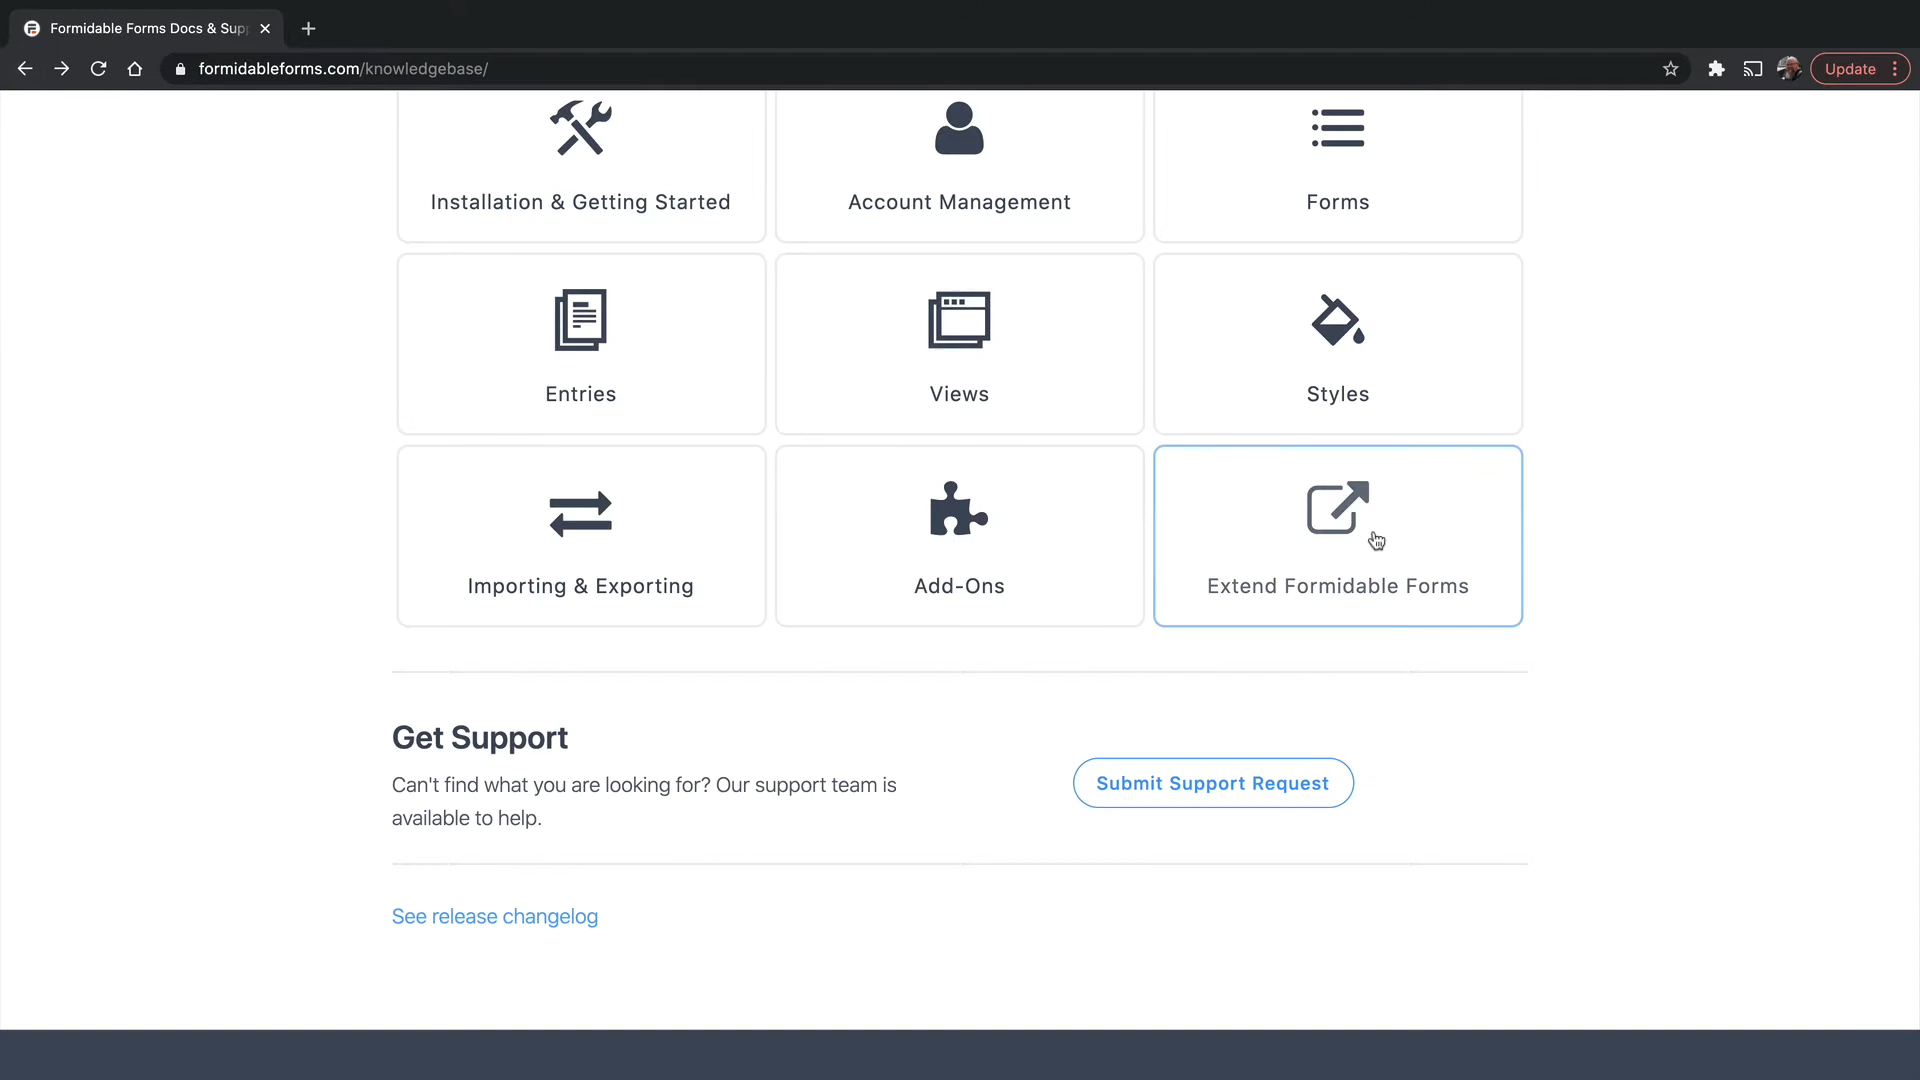 Formidable Forms Docs & Sup
formidableforms.com/knowledgebase/
Update
Installation & Getting Started
Account Management
Forms
Entries
Views
Styles
Importing & Exporting
Add-Ons
Extend Formidable Forms
Get Support
Can't find what you are looking for? Our support team is
available to help.
Submit Support Request
See release changelog